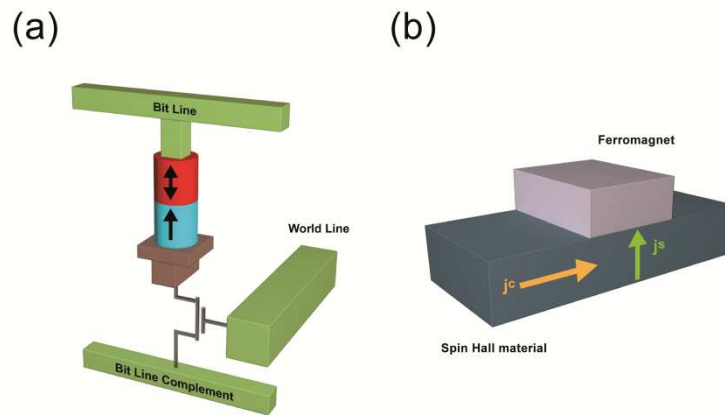 (a)
Bit Line
World Line
Bit Line Complement
(b)
Ferromagnet
js
jc
Spin Hall material